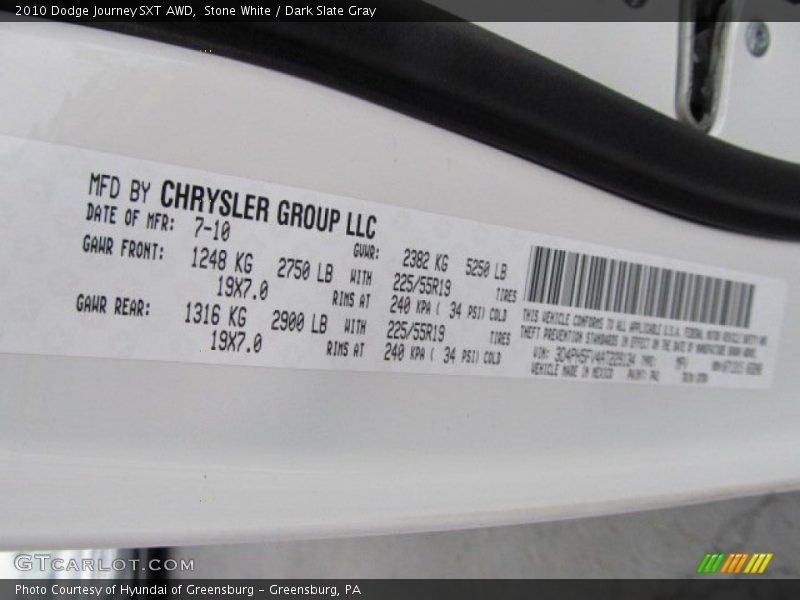 2010 Dodge Journey SXT AWD,  Stone White / Dark Slate Gray
MFD BY CHRYSLER GROUP LLC
DATE OF MFR: 7-10 GVWR: 2382 KG 5250 LB
GAWR FRONT: 1248 KG 2750 LB WITH 225/55R19 TIRES
19X7.0 RIMS AT 240 KPA ( 34 PSI) COLD
GAWR REAR: 1316 KG 2900 LB WITH 225/55R19 TIRES
19X7.0 RIMS AT 240 KPA ( 34 PSI) COLD
THIS VEHICLE CONFORMS TO ALL APPLICABLE U.S.A. FEDERAL MOTOR VEHICLE SAFETY AND
THEFT PREVENTION STANDARDS IN EFFECT ON THE DATE OF MANUFACTURE SHOWN ABOVE.
VIN:
VEHICLE MADE IN MEXICO PAINT:
GTCARLOT.COM
Photo Courtesy of Hyundai of Greensburg - Greensburg, PA